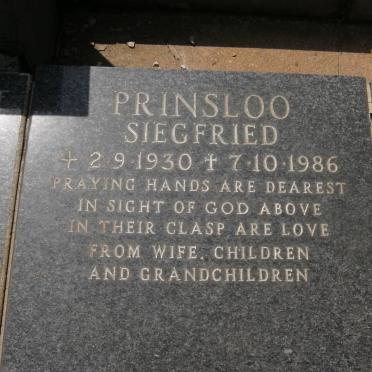 PRINSLOO
SIEGFRIED
+ 2·9·1930 ✝ 7·10·1986
PRAYING HANDS ARE DEAREST
IN SIGHT OF GOD ABOVE
IN THEIR CLASP ARE LOVE
FROM WIFE, CHILDREN
AND GRANDCHILDREN